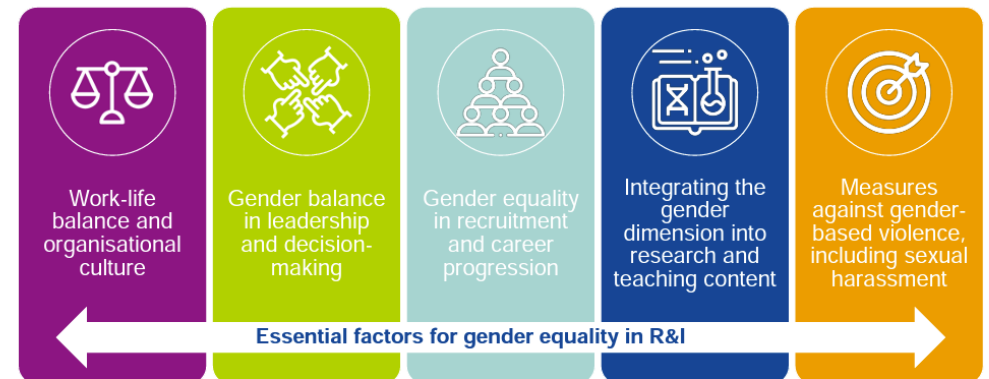 Work-life
balance and
organisational
culture
Gender balance
in leadership
and decision-
making
Gender equality
in recruitment
and career
progression
Integrating the
gender
dimension into
research and
teaching content
Measures
against gender-
based violence,
including sexual
harassment
Essential factors for gender equality in R&I